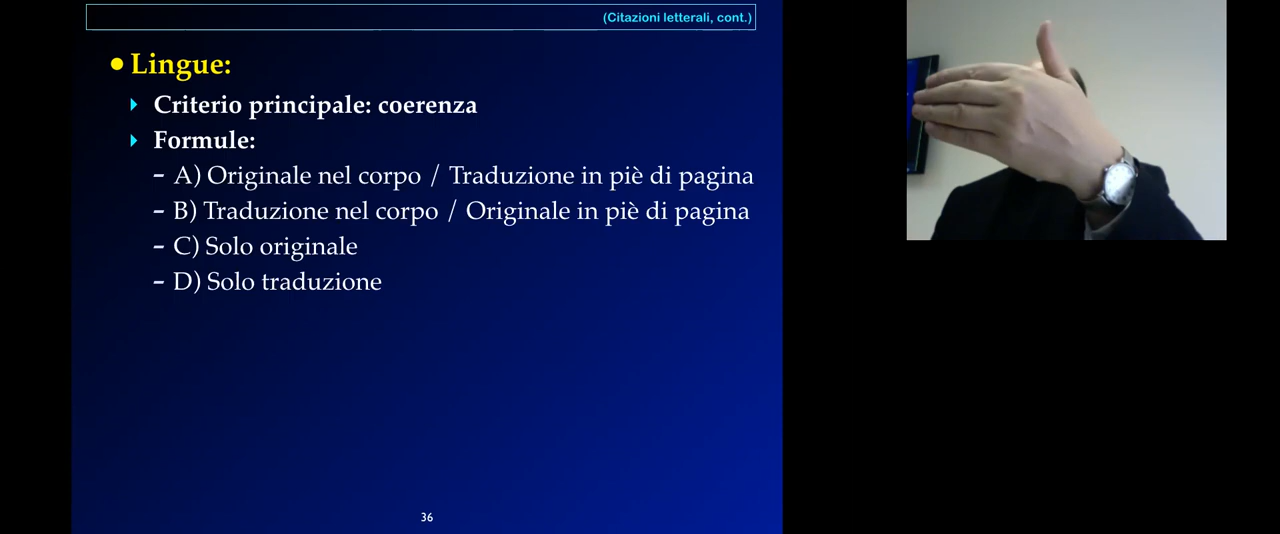 (Citazioni letterali, cont.)
Lingue:
Criterio principale: coerenza
Formule:
- A) Originale nel corpo / Traduzione in piè di pagina
- B) Traduzione nel corpo / Originale in piè di pagina
- C) Solo originale
- D) Solo traduzione
36